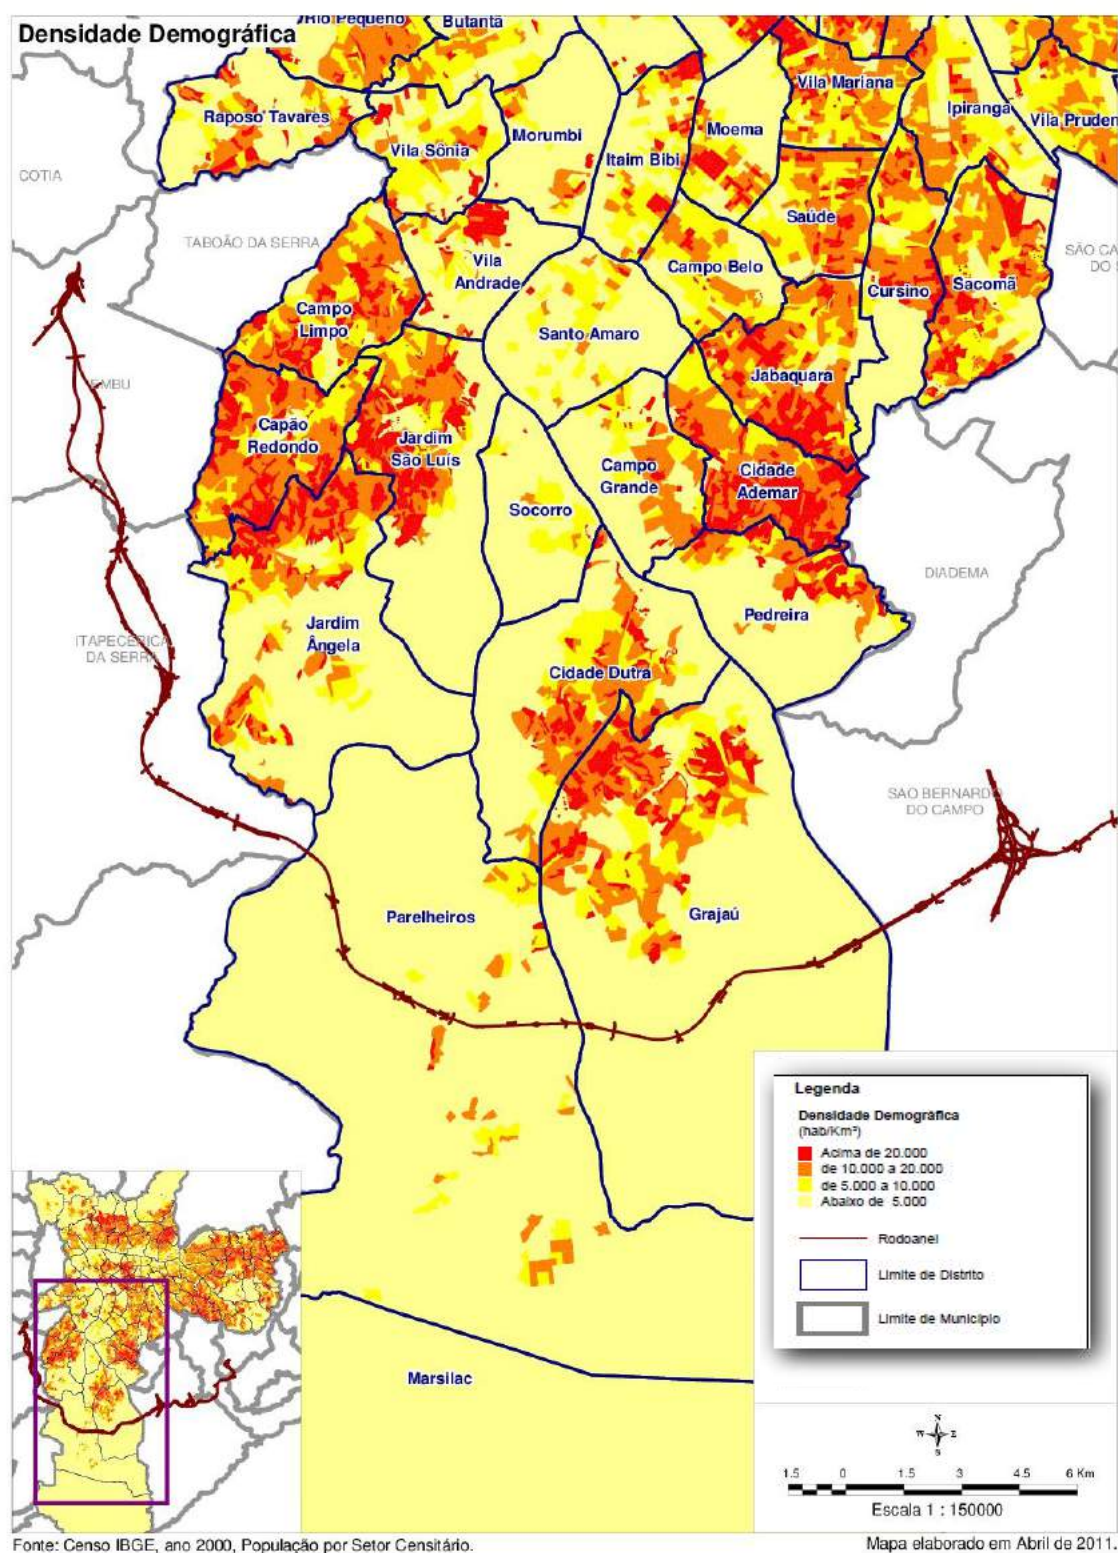 Densidade Demográfica
Rio Pequeno
Butantã
Vila Mariana
Ipiranga
Raposo Tavares
Vila Pruden
Morumbi
Moema
Vila Sônia
Itaim Bibi
COTIA
Saúde
TABOÃO DA SERRA
SÃO CA
DO S
Vila
Andrade
Campo Belo
Cursino
Sacomã
Campo
Limpo
Santo Amaro
EMBU
Jabaquara
Capão
Redondo
Jardim
São Luís
Campo
Grande
Cidade
Ademar
Socorro
DIADEMA
Jardim
Ângela
Pedreira
ITAPECERICA
DA SERRA
Cidade Dutra
SAO BERNARDO
DO CAMPO
Parelheiros
Grajaú
Legenda
Densidade Demográfica
(hab/Km²)
Acima de 20.000
de 10.000 a 20.000
de 5.000 a 10.000
Abaixo de 5.000
Rodoanel
Limite de Distrito
Limite de Município
Marsilac
N
W E
S
1.5 0 1.5 3 4.5 6 Km
Escala 1 : 150000
Fonte: Censo IBGE, ano 2000, População por Setor Censitário.
Mapa elaborado em Abril de 2011.